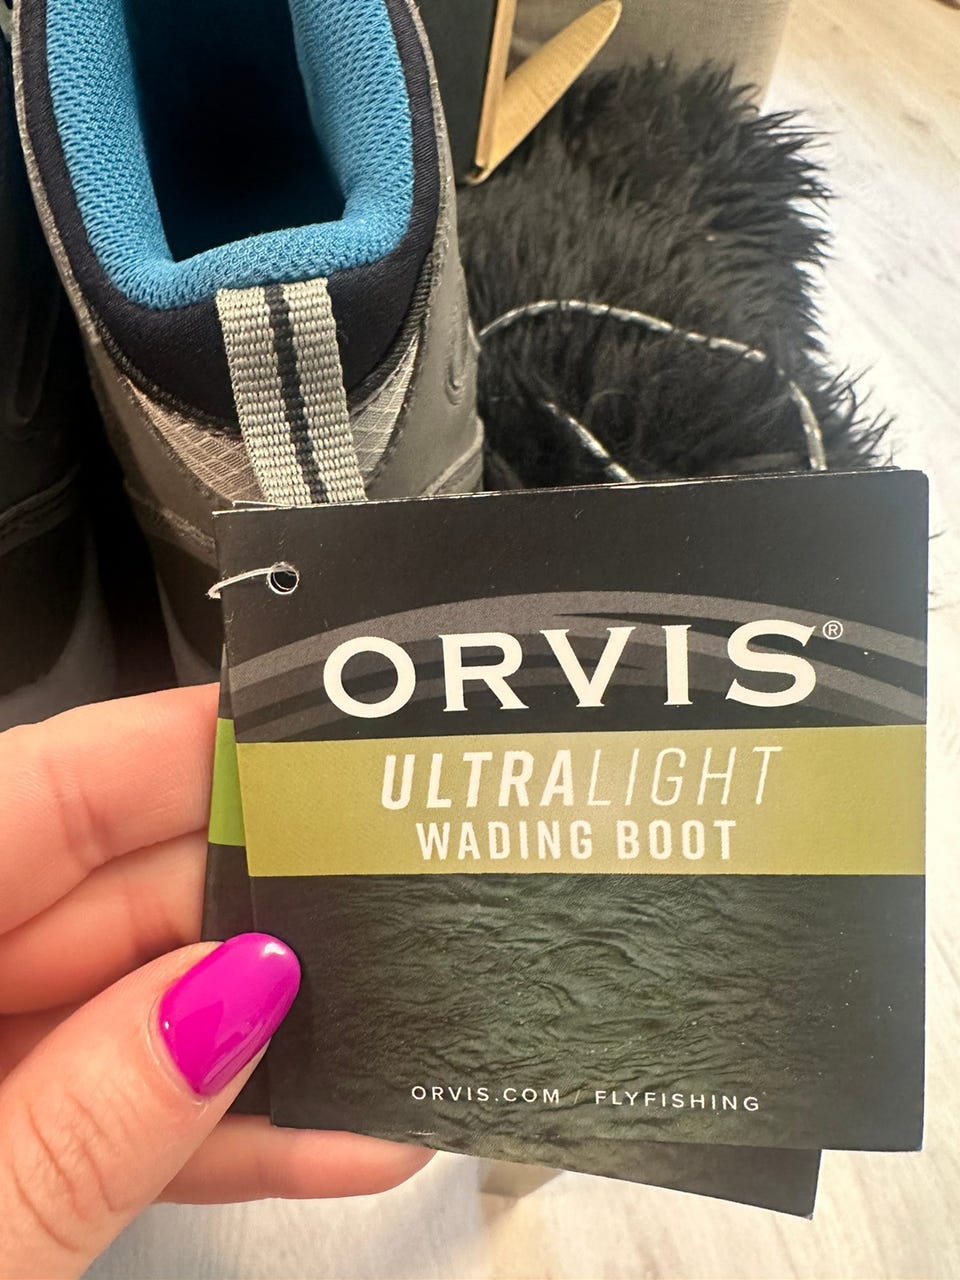 ORVIS®
ULTRALIGHT
WADING BOOT
ORVIS.COM / FLYFISHING